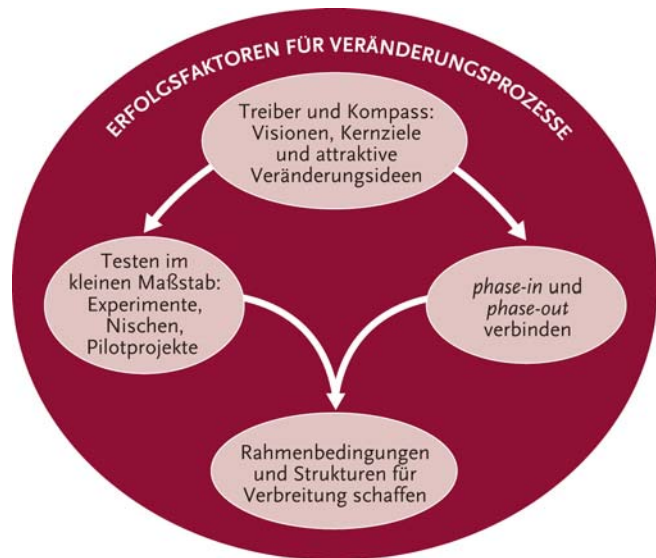 ERFOLGSFAKTOREN FÜR VERÄNDERUNGSPROZESSE
Treiber und Kompass:
Visionen, Kernziele
und attraktive
Veränderungsideen
Testen im
kleinen Maßstab:
Experimente,
Nischen,
Pilotprojekte
phase-in und
phase-out
verbinden
Rahmenbedingungen
und Strukturen für
Verbreitung schaffen